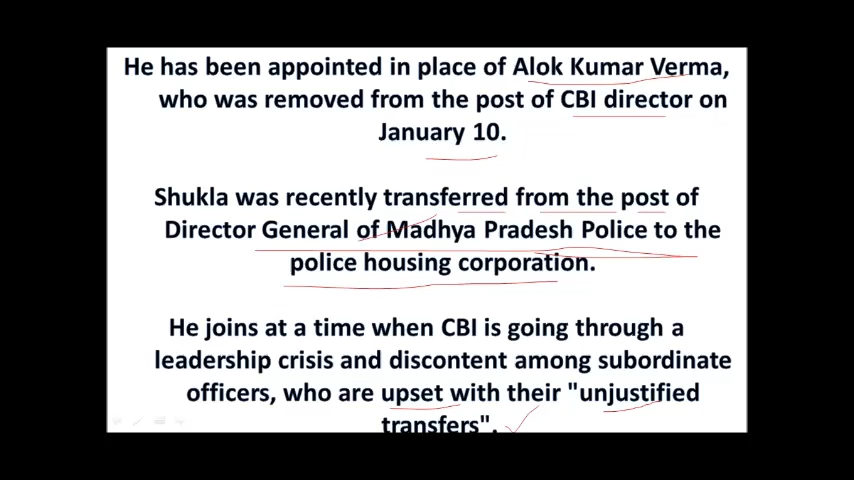 He has been appointed in place of Alok Kumar Verma,
who was removed from the post of CBI director on
January 10.
Shukla was recently transferred from the post of
Director General of Madhya Pradesh Police to the
police housing corporation.
He joins at a time when CBI is going through a
leadership crisis and discontent among subordinate
officers, who are upset with their "unjustified
transfers".